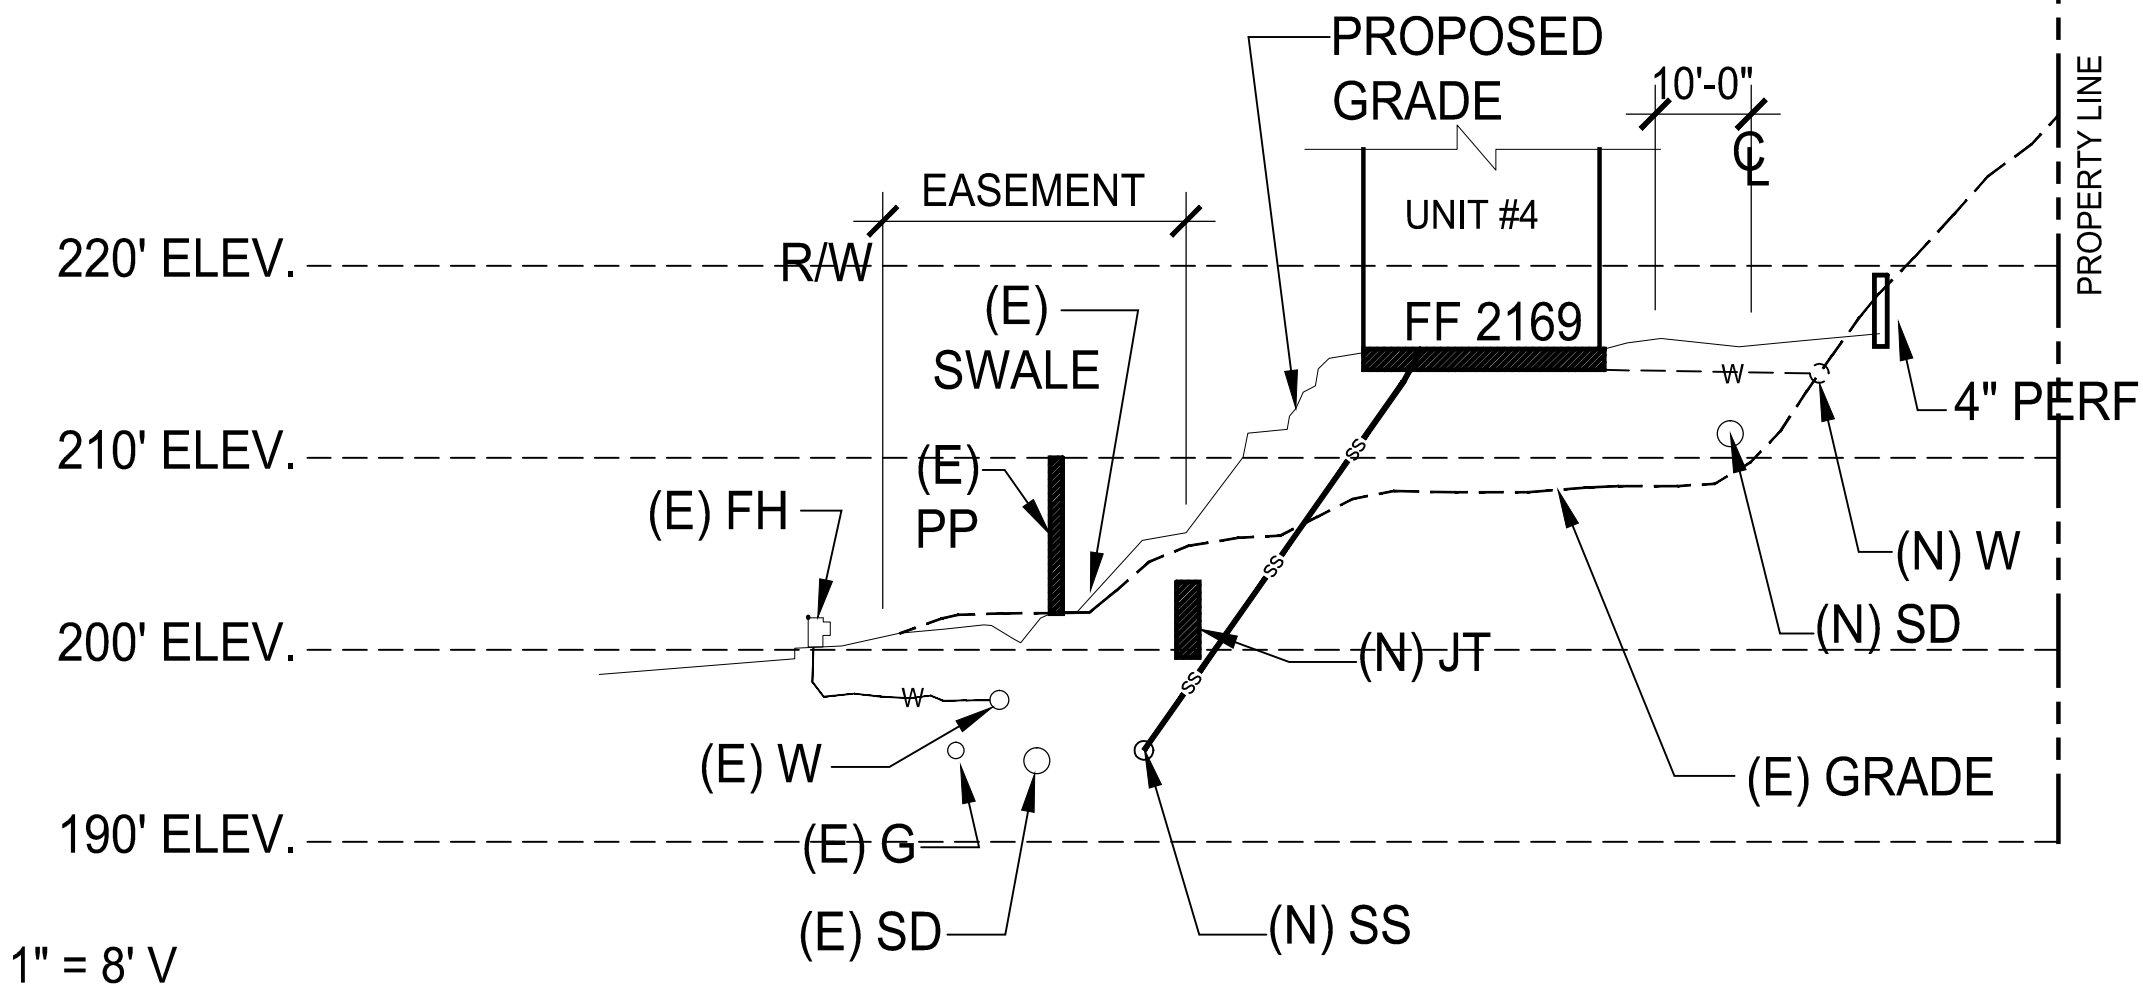 PROPOSED
GRADE
10'-0"
℄
PROPERTY LINE
EASEMENT
UNIT #4
220' ELEV.
R/W
(E)
SWALE
FF 2169
W
4" PERF
210' ELEV.
(E)
PP
SS
(E) FH
(N) W
SS
(N) SD
200' ELEV.
(N) JT
SS
W
(E) W
(E) GRADE
190' ELEV.
(E) G
(E) SD
(N) SS
1" = 8' V